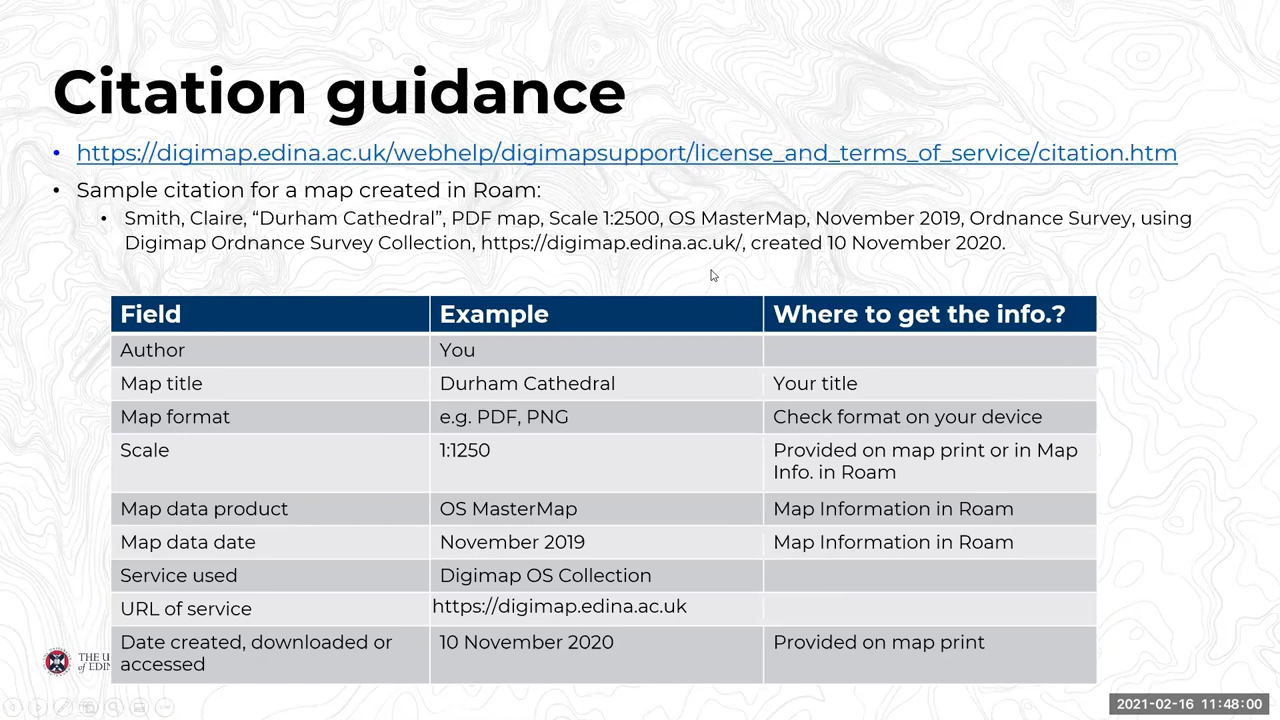 Citation guidance
• https://digimap.edina.ac.uk/webhelp/digimapsupport/license_and_terms_of_service/citation.htm
• Sample citation for a map created in Roam:
• Smith, Claire, “Durham Cathedral”, PDF map, Scale 1:2500, OS MasterMap, November 2019, Ordnance Survey, using
Digimap Ordnance Survey Collection, https://digimap.edina.ac.uk/, created 10 November 2020.
Field Example Where to get the info.?
Author You
Map title Durham Cathedral Your title
Map format e.g. PDF, PNG Check format on your device
Scale 1:1250 Provided on map print or in Map
Info. in Roam
Map data product OS MasterMap Map Information in Roam
Map data date November 2019 Map Information in Roam
Service used Digimap OS Collection
URL of service https://digimap.edina.ac.uk
Date created, downloaded or 10 November 2020 Provided on map print
accessed
THE U
of EDIN
2021-02-16 11:48:00